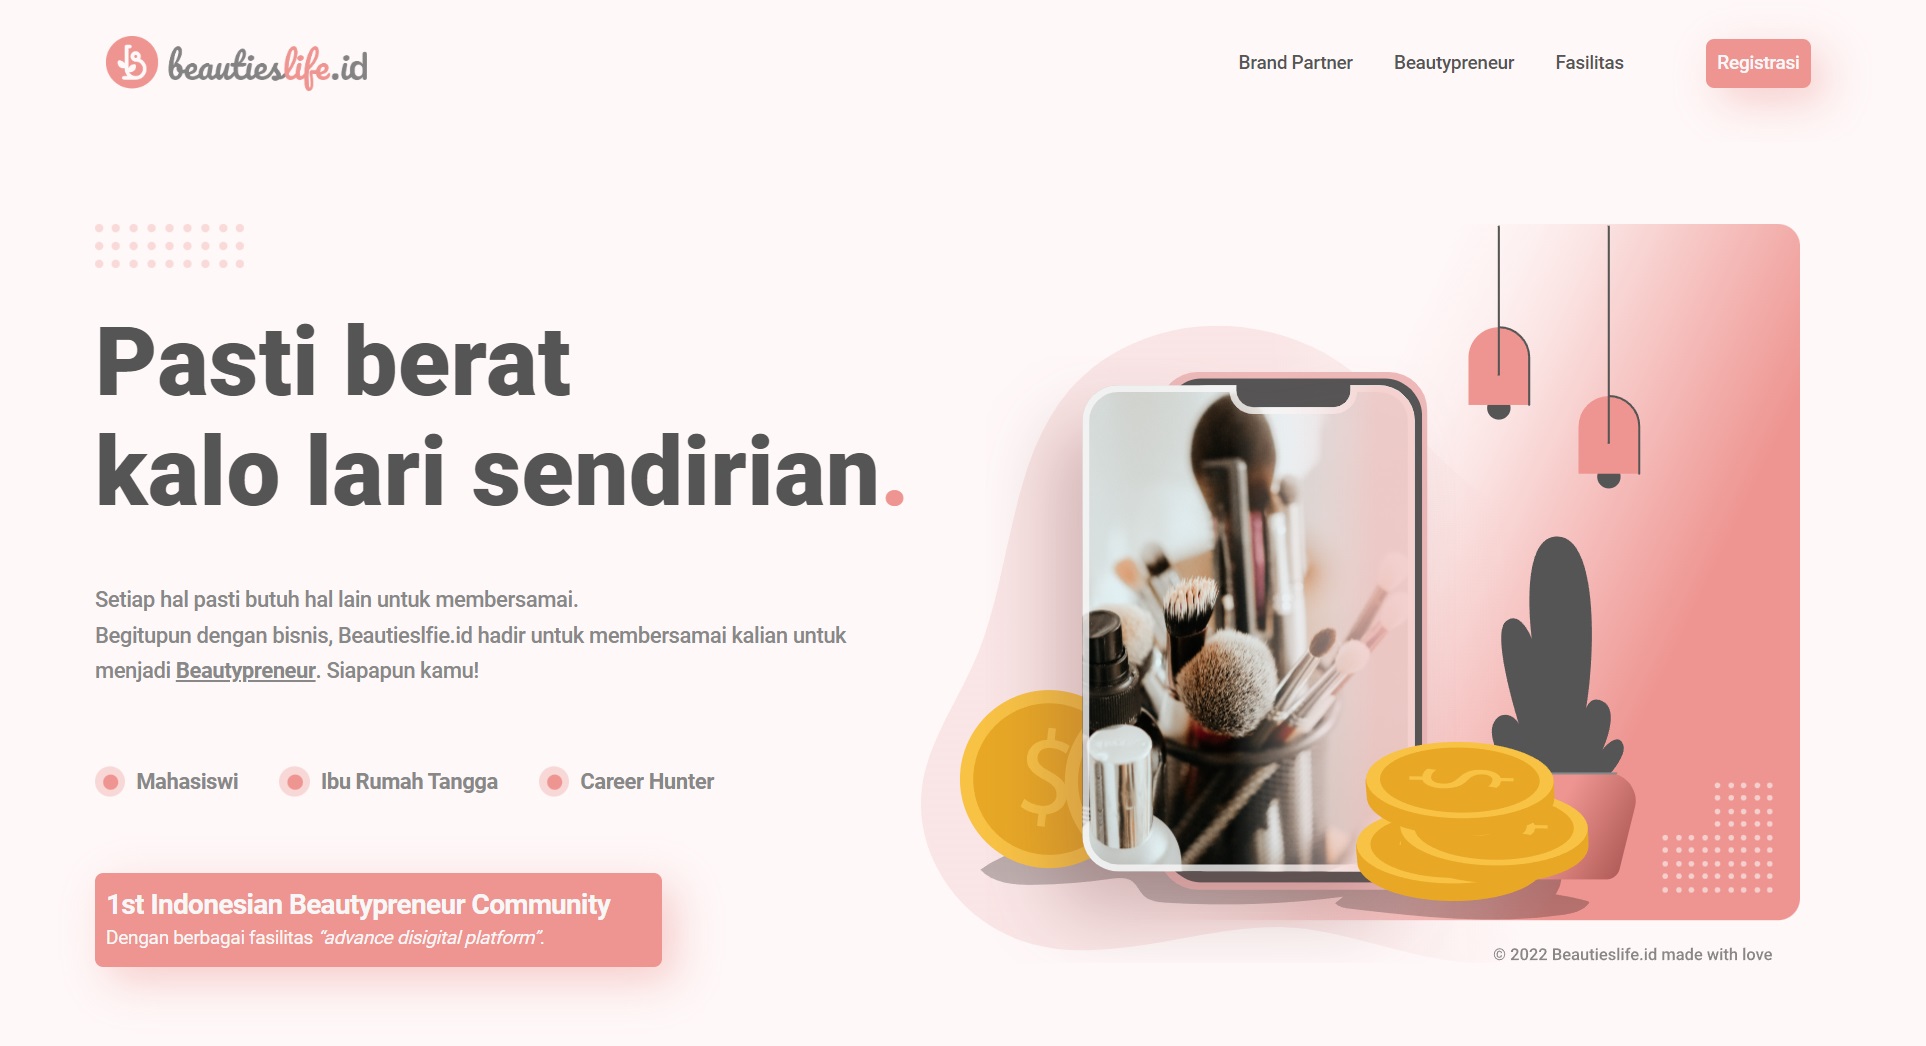 beautieslife.id
Brand Partner
Beautypreneur
Fasilitas
Registrasi
Pasti berat
kalo lari sendirian.
Setiap hal pasti butuh hal lain untuk membersamai.
Begitupun dengan bisnis, Beautieslfie.id hadir untuk membersamai kalian untuk
menjadi Beautypreneur. Siapapun kamu!
Mahasiswi
Ibu Rumah Tangga
Career Hunter
1st Indonesian Beautypreneur Community
Dengan berbagai fasilitas “advance disigital platform”.
© 2022 Beautieslife.id made with love